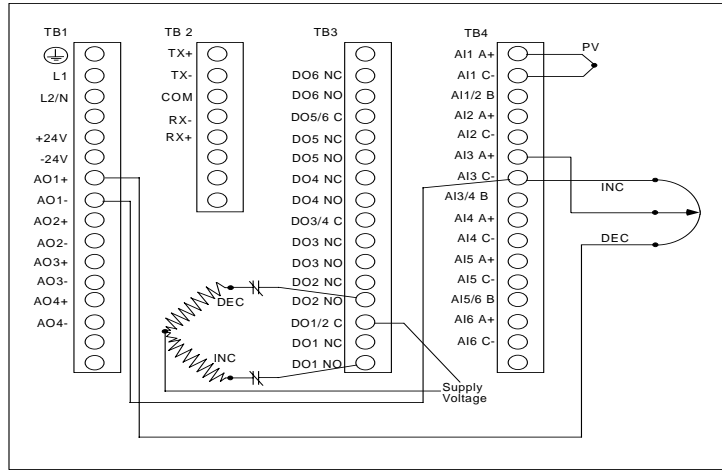 TB1
L1
L2/N
+24V
-24V
AO1+
AO1-
AO2+
AO2-
AO3+
AO3-
AO4+
AO4-
TB 2
TX+
TX-
COM
RX-
RX+
TB3
DO6 NC
DO6 NO
DO5/6 C
DO5 NC
DO5 NO
DO4 NC
DO4 NO
DO3/4 C
DO3 NC
DO3 NO
DO2 NC
DO2 NO
DO1/2 C
DO1 NC
DO1 NO
DEC
INC
Supply
Voltage
TB4
AI1 A+
AI1 C-
AI1/2 B
AI2 A+
AI2 C-
AI3 A+
AI3 C-
AI3/4 B
AI4 A+
AI4 C-
AI5 A+
AI5 C-
AI5/6 B
AI6 A+
AI6 C-
PV
INC
DEC